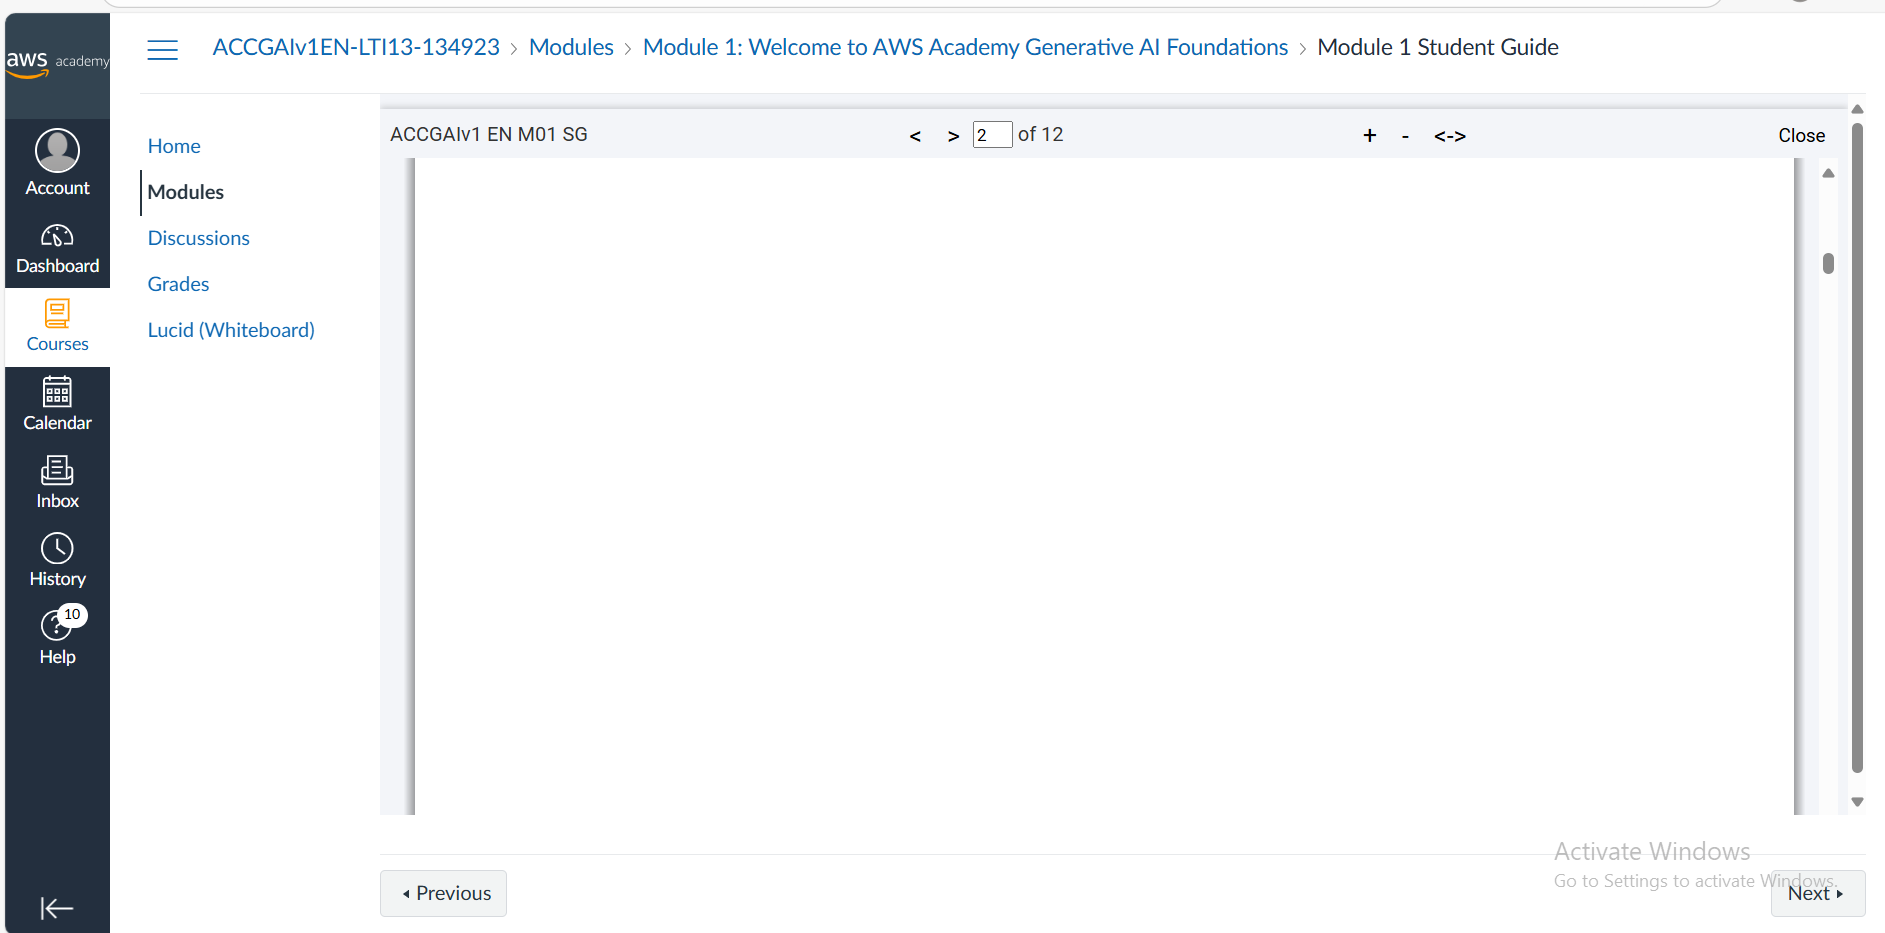 aws academy
ACCGAIv1EN-LTI13-134923 > Modules > Module 1: Welcome to AWS Academy Generative AI Foundations > Module 1 Student Guide
Account
Dashboard
Courses
Calendar
Inbox
History
10
Help
Home
Modules
Discussions
Grades
Lucid (Whiteboard)
ACCGAIv1 EN M01 SG < > 2 of 12 + - <-> Close
Activate Windows
Go to Settings to activate Windows.
Previous
Next